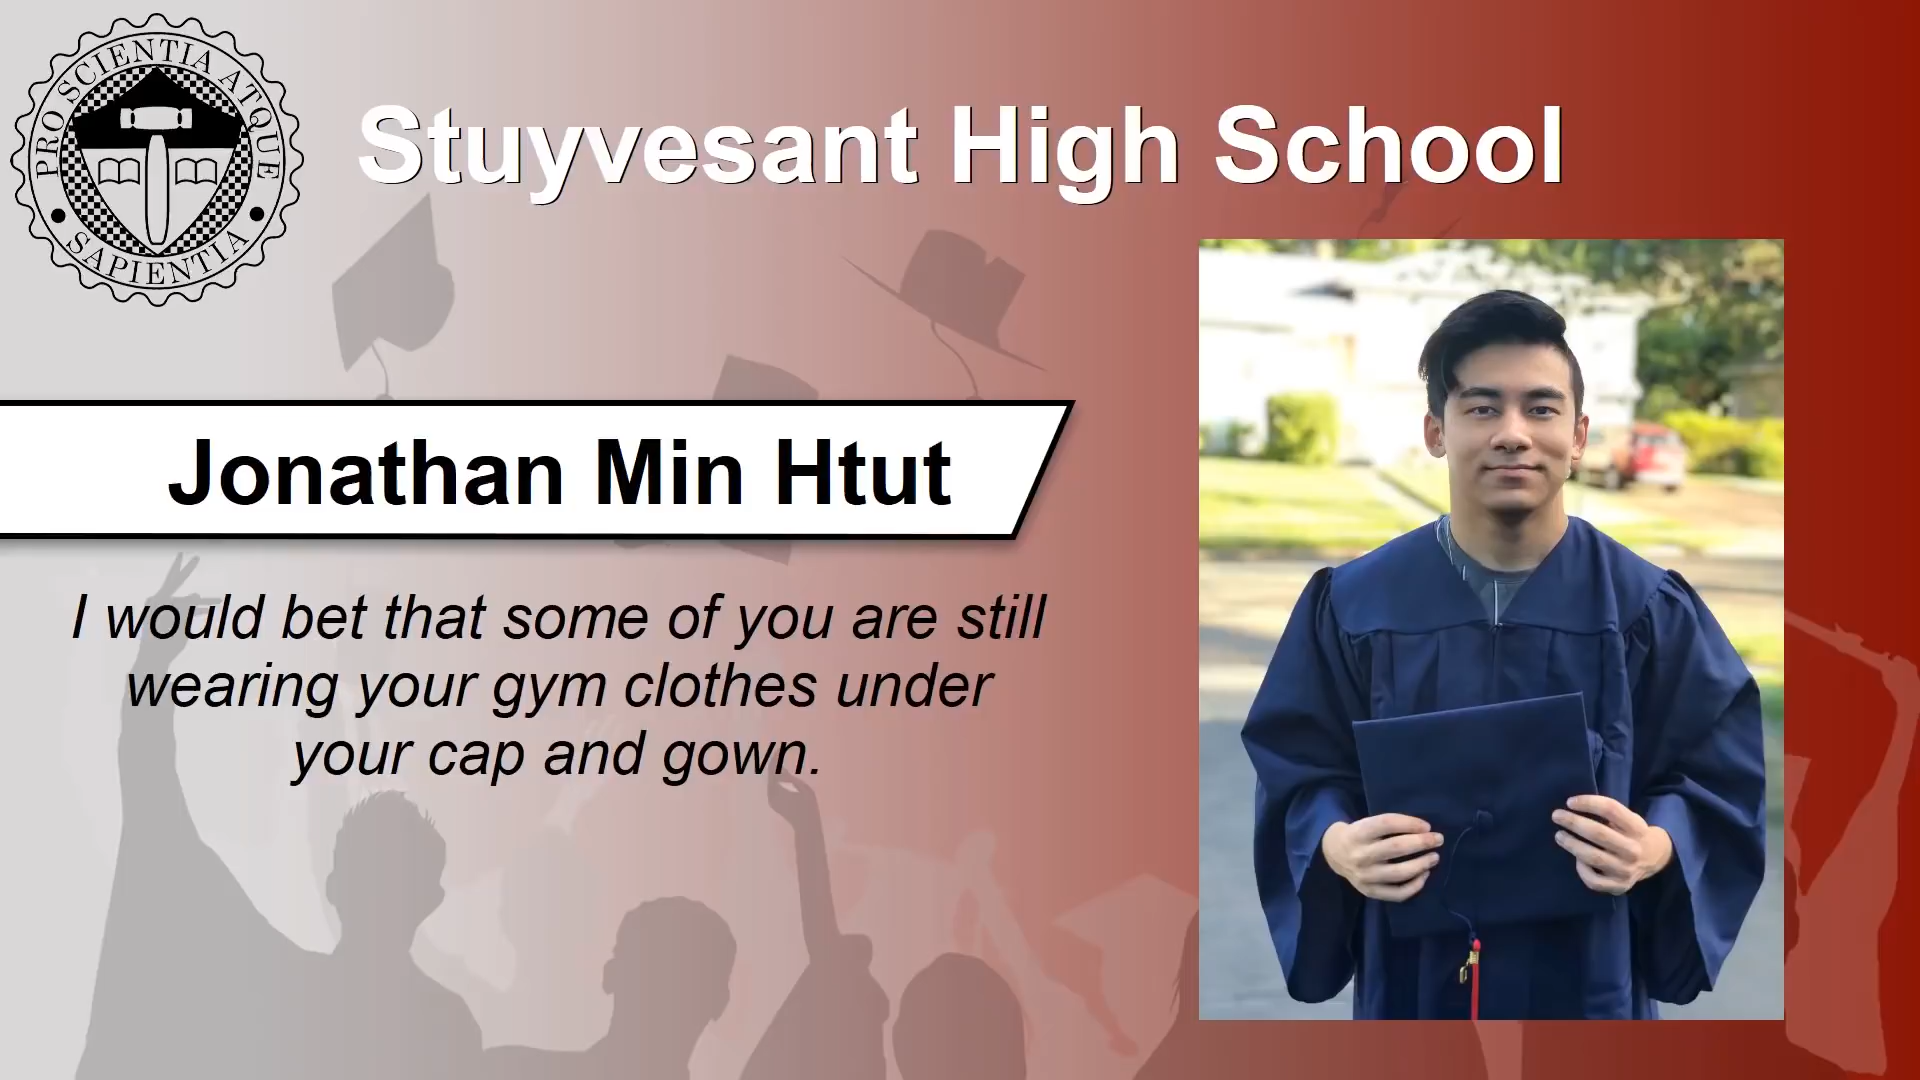 PRO SCIENTIA ATQUE
SAPIENTIA
Stuyvesant High School
Jonathan Min Htut
I would bet that some of you are still
wearing your gym clothes under
your cap and gown.